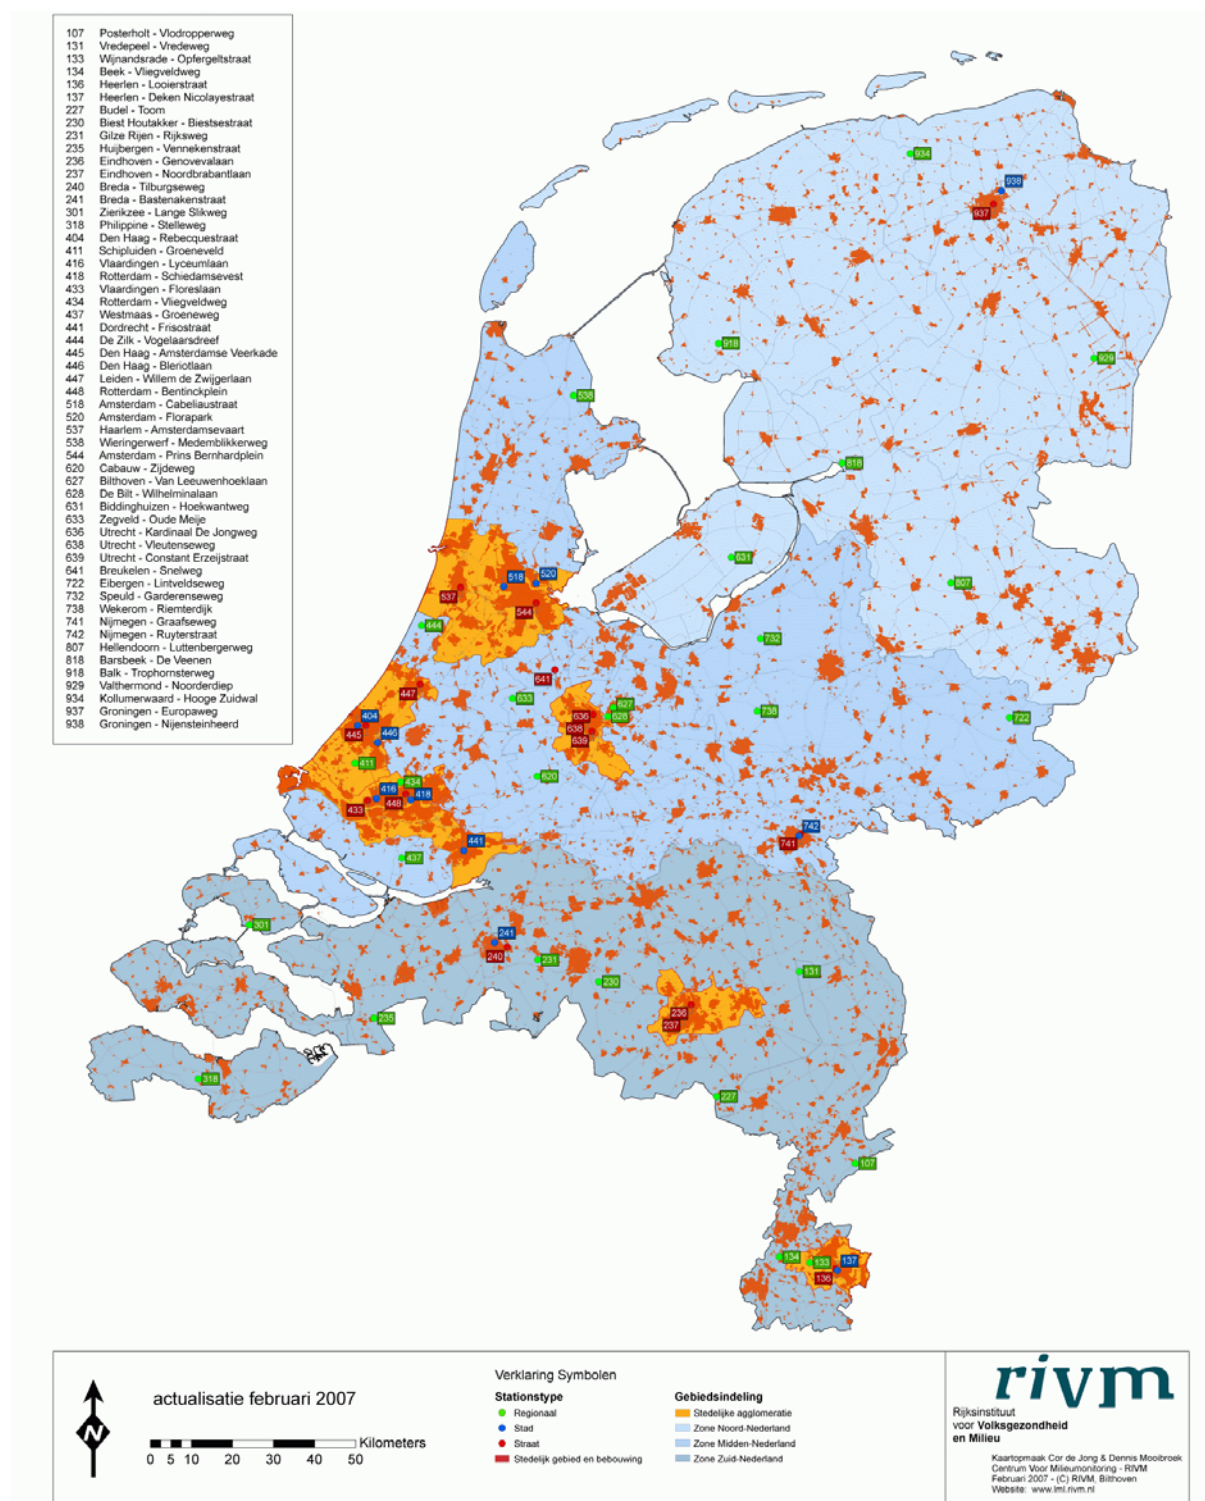 107 Posterholt - Vlodropperweg
131 Vredepeel - Vredeweg
133 Wijnandsrade - Opfergeltstraat
134 Beek - Vliegveldweg
136 Heerlen - Looierstraat
137 Heerlen - Deken Nicolayestraat
227 Budel - Toom
230 Biest Houtakker - Biestsestraat
231 Gilze Rijen - Rijksweg
235 Huijbergen - Vennekenstraat
236 Eindhoven - Genovevalaan
237 Eindhoven - Noordbrabantlaan
240 Breda - Tilburgseweg
241 Breda - Bastenakenstraat
301 Zierikzee - Lange Slikweg
318 Philippine - Stelleweg
404 Den Haag - Rebecquestraat
411 Schipluiden - Groeneveld
416 Vlaardingen - Lyceumlaan
418 Rotterdam - Schiedamsevest
433 Vlaardingen - Floreslaan
434 Rotterdam - Vliegveldweg
437 Westmaas - Groeneweg
441 Dordrecht - Frisostraat
444 De Zilk - Vogelaarsdreef
445 Den Haag - Amsterdamse Veerkade
446 Den Haag - Bleriotlaan
447 Leiden - Willem de Zwijgerlaan
448 Rotterdam - Bentinckplein
518 Amsterdam - Cabeliaustraat
520 Amsterdam - Florapark
537 Haarlem - Amsterdamsevaart
538 Wieringerwerf - Medemblikkerweg
544 Amsterdam - Prins Bernhardplein
620 Cabauw - Zijdeweg
627 Bilthoven - Van Leeuwenhoeklaan
628 De Bilt - Wilhelminalaan
631 Biddinghuizen - Hoekwantweg
633 Zegveld - Oude Meije
636 Utrecht - Kardinaal De Jongweg
638 Utrecht - Vleutenseweg
639 Utrecht - Constant Erzeijstraat
641 Breukelen - Snelweg
722 Eibergen - Lintveldseweg
732 Speuld - Garderenseweg
738 Wekerom - Riemterdijk
741 Nijmegen - Graafseweg
742 Nijmegen - Ruyterstraat
807 Hellendoorn - Luttenbergerweg
818 Barsbeek - De Veenen
918 Balk - Trophornsterweg
929 Valthermond - Noorderdiep
934 Kollumerwaard - Hooge Zuidwal
937 Groningen - Europaweg
938 Groningen - Nijensteinheerd
934
938
937
918
929
538
818
631
518
520
807
537
544
444
732
641
447
633
627
636
628
738
722
404
638
445
446
639
411
620
434
416
418
433
448
742
441
741
437
301
241
240
231
131
230
236
235
237
318
227
107
134
133
137
136
actualisatie februari 2007
N
Kilometers
0 5 10 20 30 40 50
Verklaring Symbolen
Stationstype
Regionaal
Stad
Straat
Stedelijk gebied en bebouwing
Gebiedsindeling
Stedelijke agglomeratie
Zone Noord-Nederland
Zone Midden-Nederland
Zone Zuid-Nederland
rivm
Rijksinstituut
voor Volksgezondheid
en Milieu
Kaartopmaak Cor de Jong & Dennis Mooibroek
Centrum Voor Milieumonitoring - RIVM
Februari 2007 - (C) RIVM, Bilthoven
Website: www.lml.rivm.nl